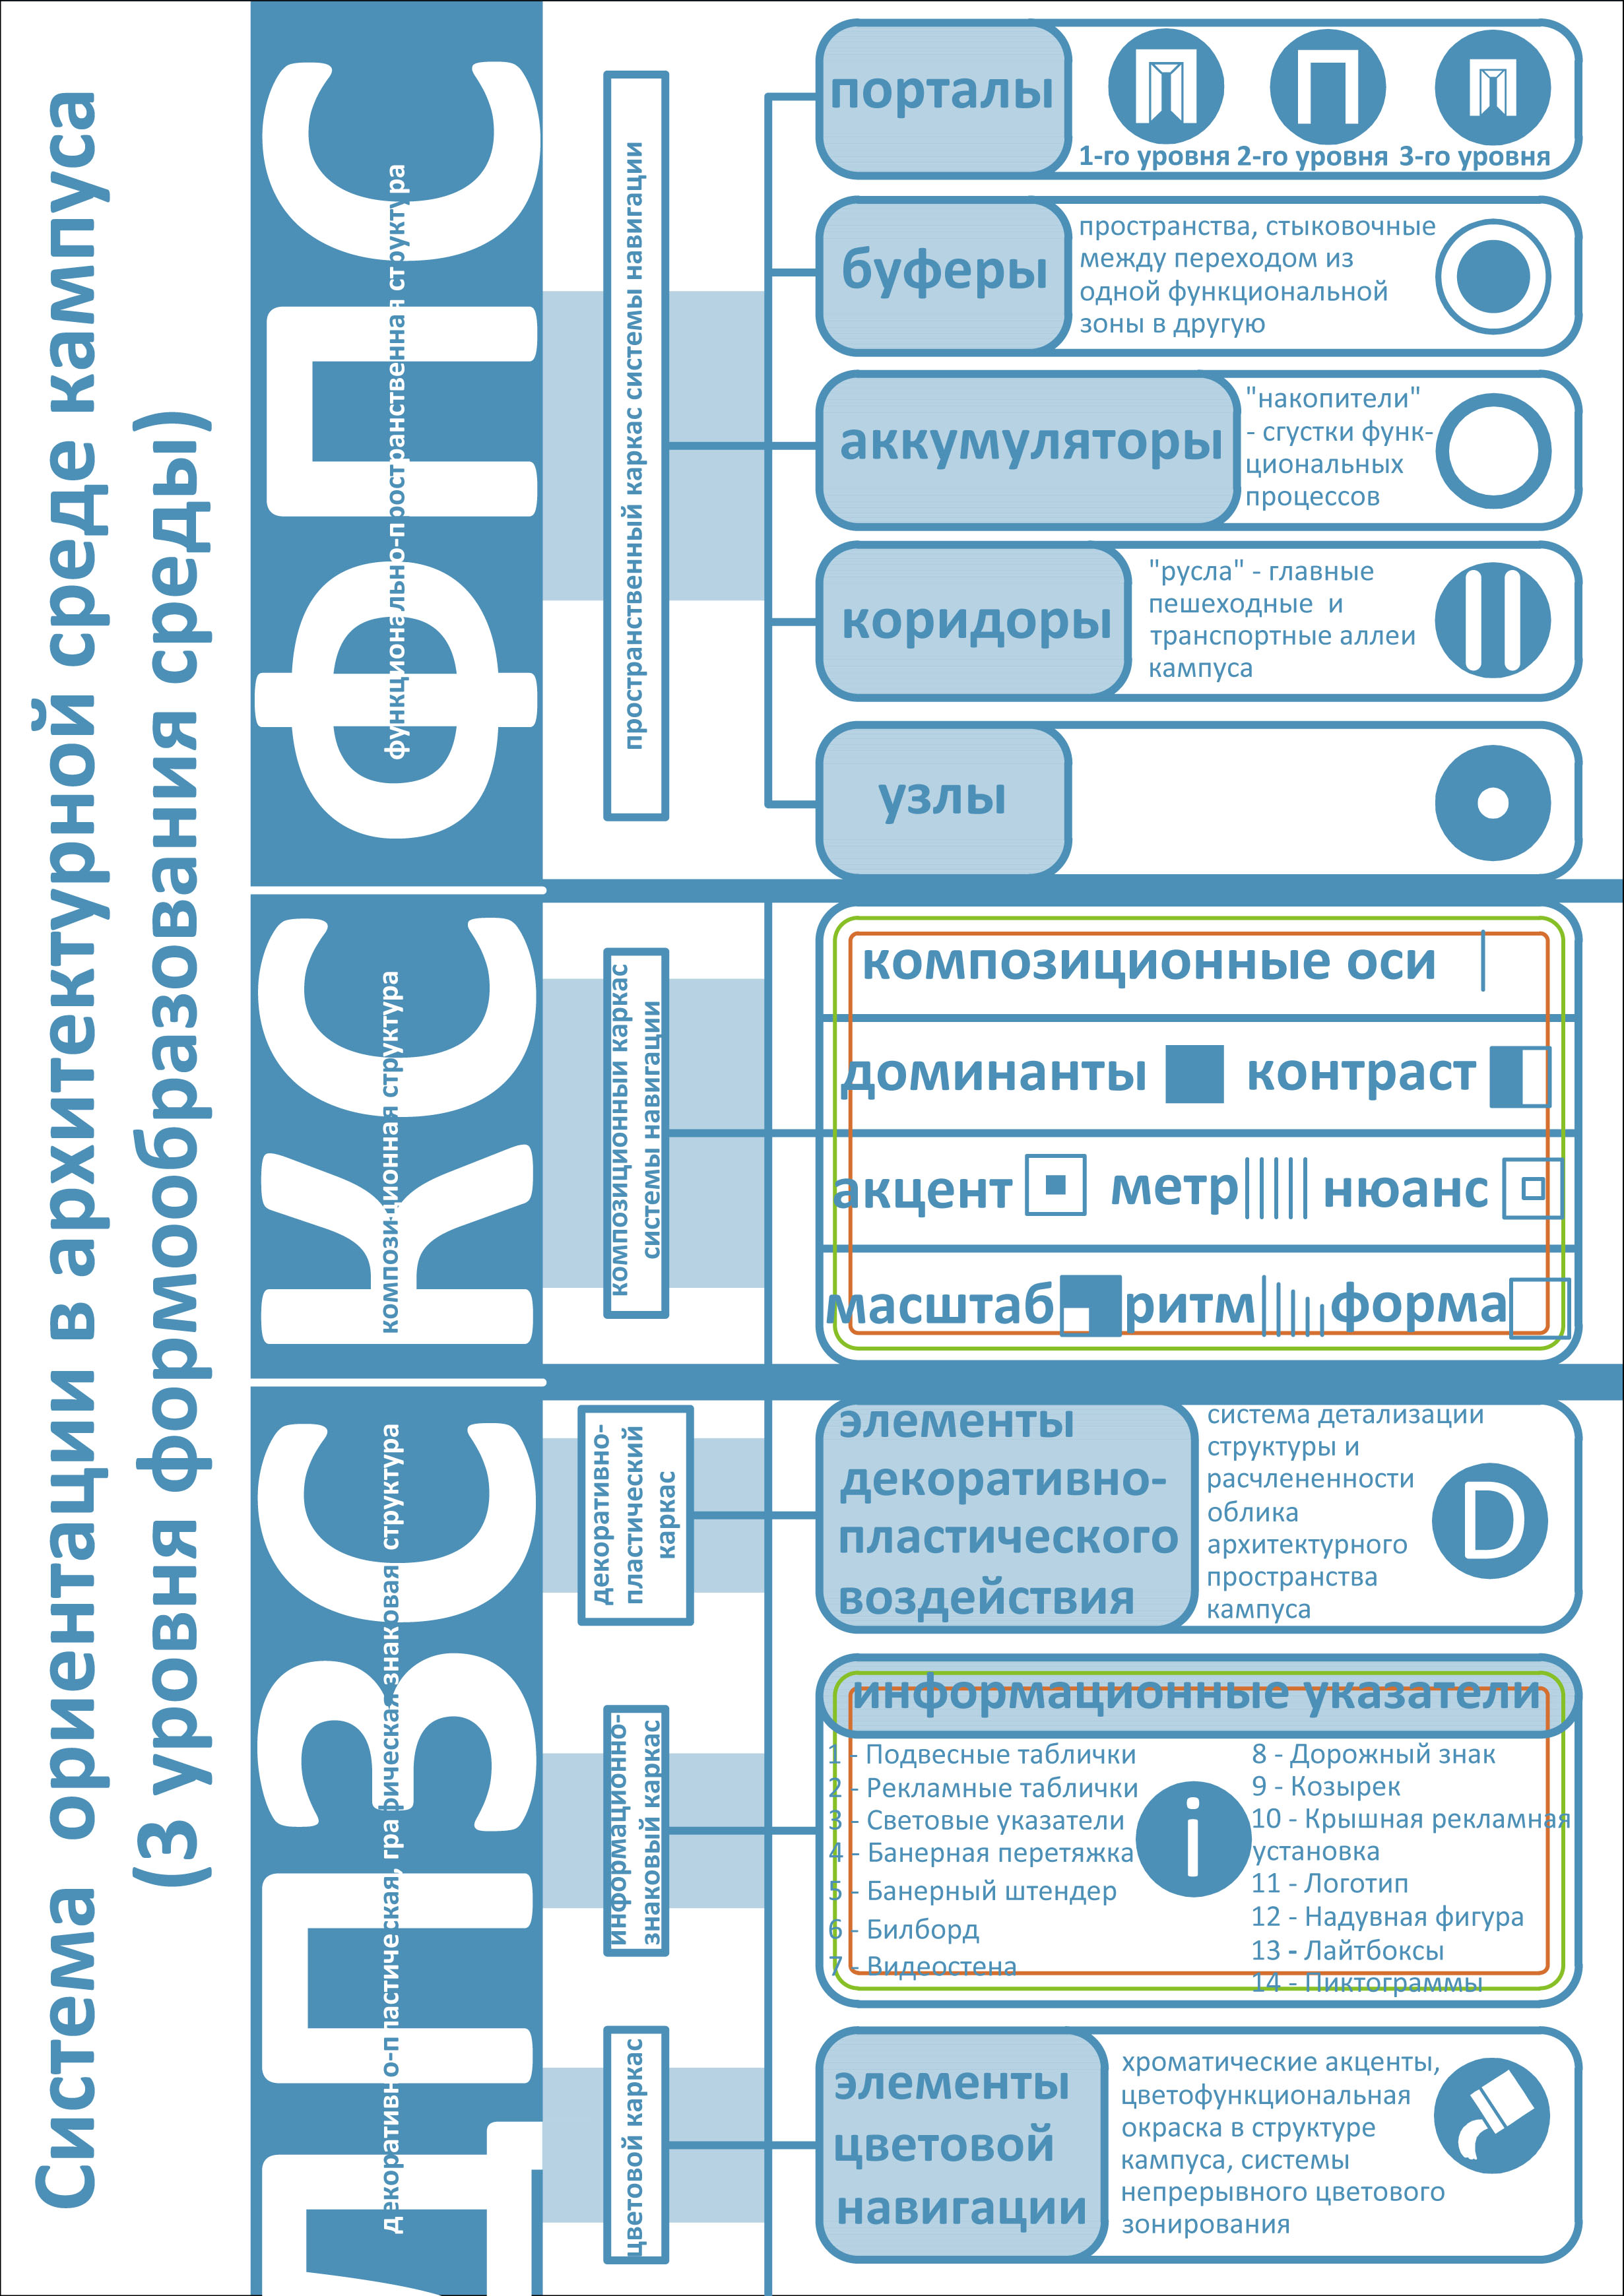 Система ориентации в архитектурной среде кампуса
(3 уровня формообразования среды)
ФПС
функционально-пространственная структура
пространственный каркас системы навигации
порталы
1-го уровня 2-го уровня 3-го уровня
буферы
пространства, стыковочные
между переходом из
одной функциональной
зоны в другую
аккумуляторы
"накопители"
- сгустки функ-
циональных
процессов
коридоры
"русла" - главные
пешеходные и
транспортные аллеи
кампуса
узлы
КС
композиционная структура
композиционный каркас
системы навигации
композиционные оси
доминанты контраст
акцент метр нюанс
масштаб ритм форма
ДПЗС
декоративно-пластическая, графическая знаковая структура
декоративно-
пластический
каркас
элементы
декоративно-
пластического
воздействия
система детализации
структуры и
расчлененности
облика
архитектурного
пространства
кампуса
D
информационно-
знаковый каркас
информационные указатели
1 - Подвесные таблички
2 - Рекламные таблички
3 - Световые указатели
4 - Банерная перетяжка
5 - Банерный штендер
6 - Билборд
7 - Видеостена
i
8 - Дорожный знак
9 - Козырек
10 - Крышная рекламная
установка
11 - Логотип
12 - Надувная фигура
13 - Лайтбоксы
14 - Пиктограммы
цветовой каркас
элементы
цветовой
навигации
хроматические акценты,
цветофункциональная
окраска в структуре
кампуса, системы
непрерывного цветового
зонирования